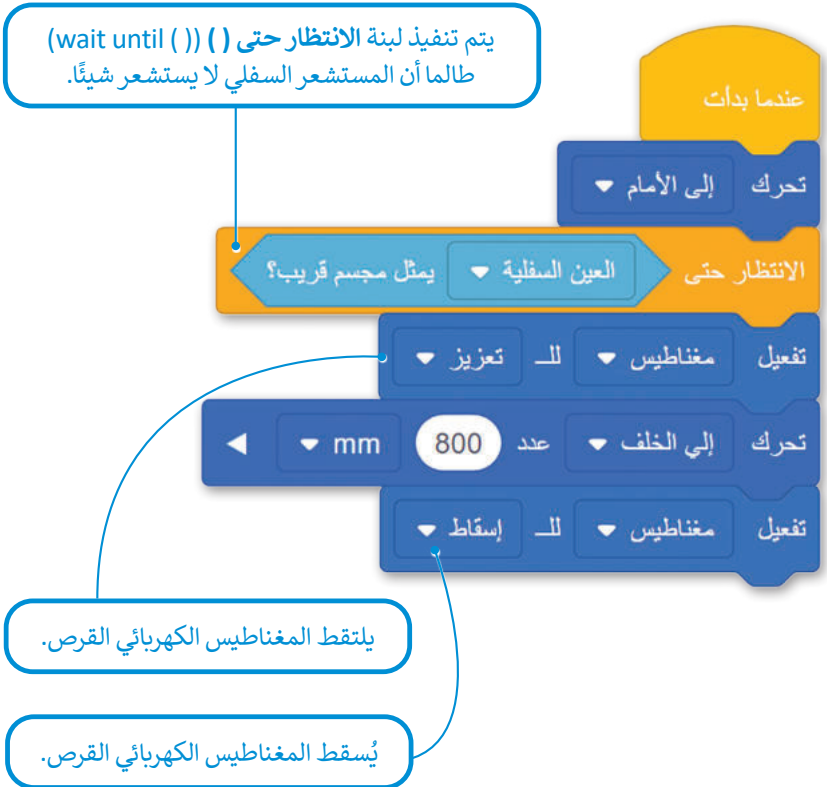 يتم تنفيذ لبنة الانتظار حتى ( ) (wait until ( ))
طالما أن المستشعر السفلي لا يستشعر شيئًا.
عندما بدأت
تحرك إلى الأمام
الانتظار حتى العين السفلية يمثل مجسم قريب؟
تفعيل مغناطيس للـ تعزيز
تحرك إلي الخلف عدد 800 mm
تفعيل مغناطيس للـ إسقاط
يلتقط المغناطيس الكهربائي القرص.
يُسقط المغناطيس الكهربائي القرص.